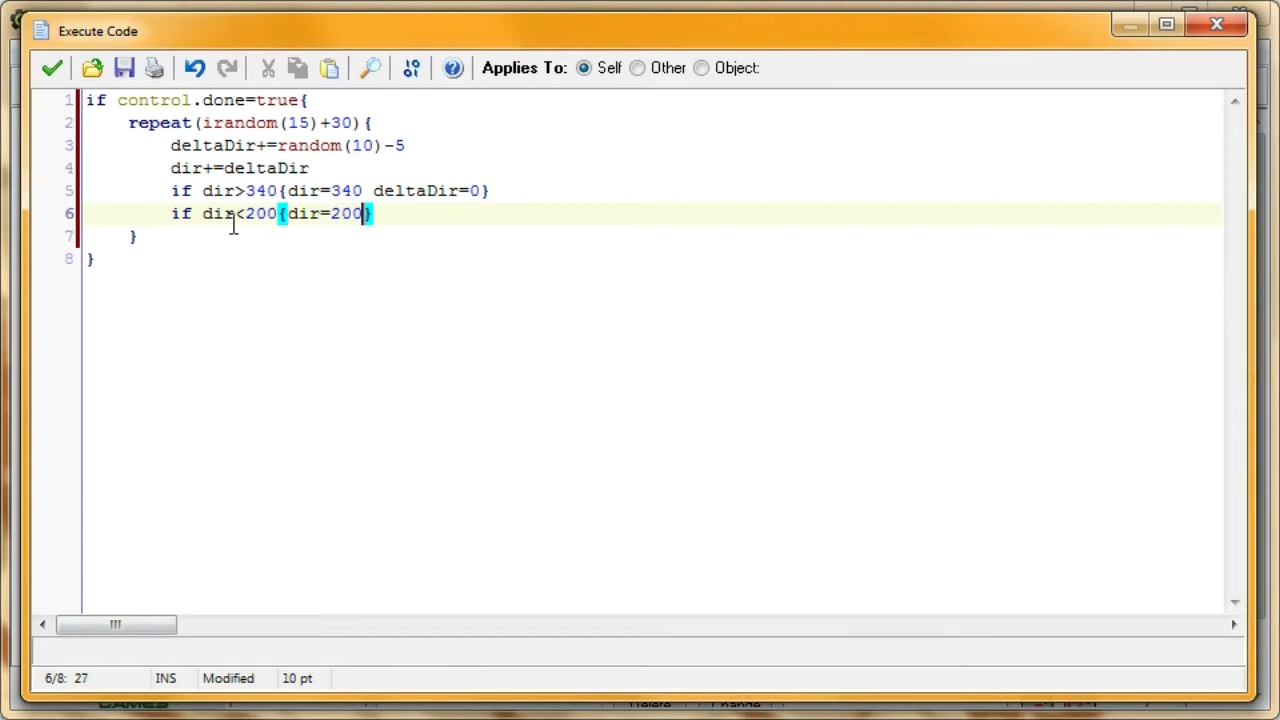 Execute Code
Applies To: Self Other Object:
1 if control.done=true{
2 repeat(irandom(15)+30){
3 deltaDir+=random(10)-5
4 dir+=deltaDir
5 if dir>340{dir=340 deltaDir=0}
6 if dir<200{dir=200}
7 }
8 }
6/8: 27 INS Modified 10 pt
GAMES